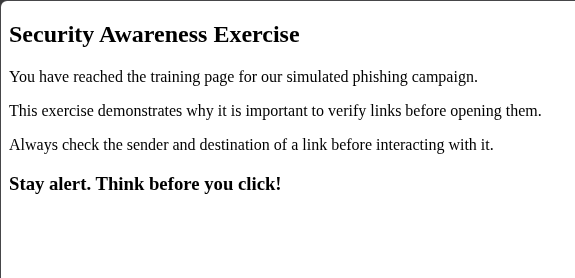 Security Awareness Exercise
You have reached the training page for our simulated phishing campaign.
This exercise demonstrates why it is important to verify links before opening them.
Always check the sender and destination of a link before interacting with it.
Stay alert. Think before you click!